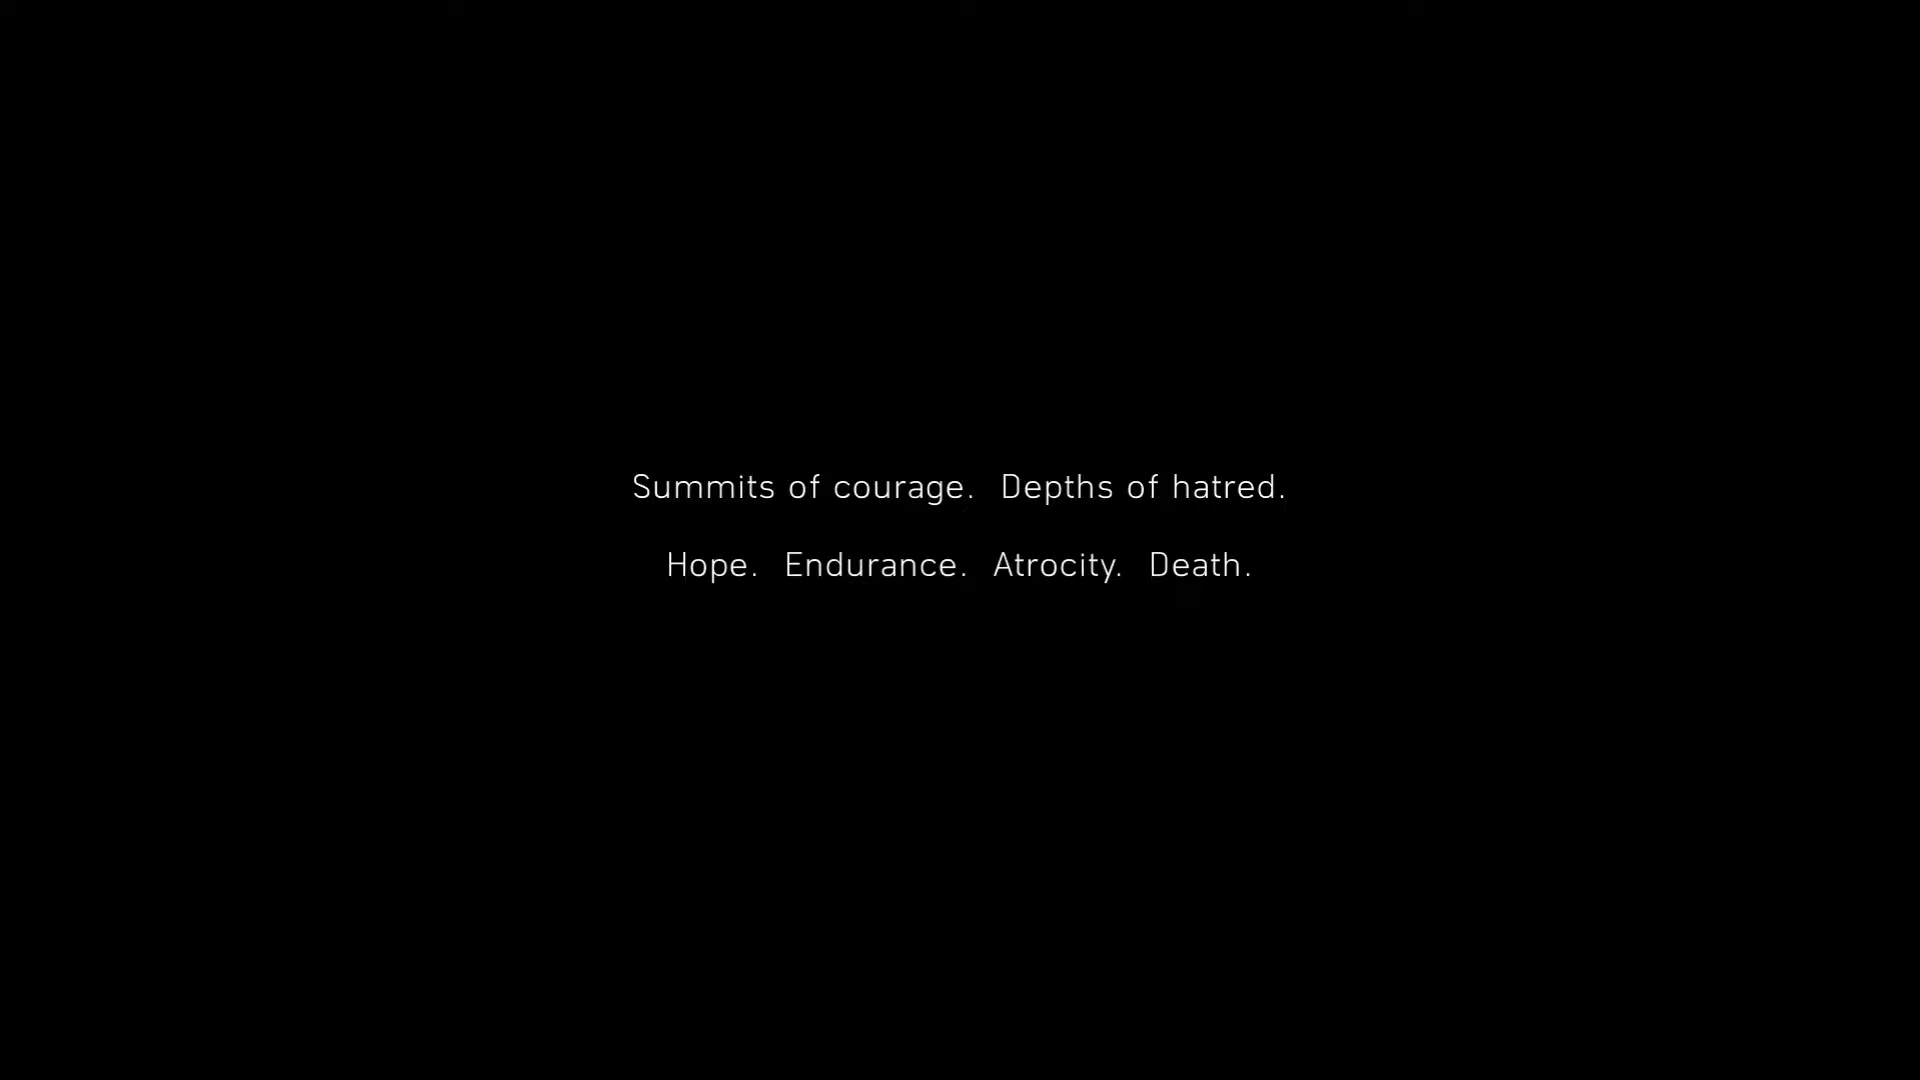 Summits of courage.  Depths of hatred.
Hope.  Endurance.  Atrocity.  Death.